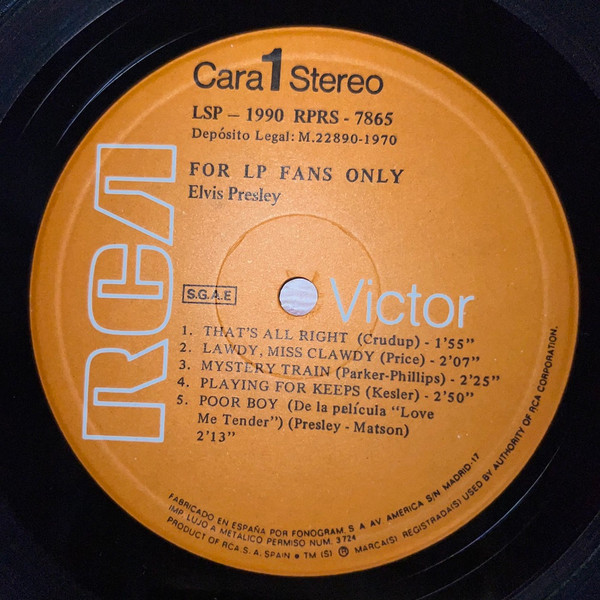 Cara 1 Stereo
LSP – 1990 RPRS - 7865
Depósito Legal: M.22890-1970
FOR LP FANS ONLY
Elvis Presley
RCA
S.G.A.E
Victor
1. THAT'S ALL RIGHT (Crudup) - 1'55"
2. LAWDY, MISS CLAWDY (Price) - 2'07"
3. MYSTERY TRAIN (Parker-Phillips) - 2'25"
4. PLAYING FOR KEEPS (Kesler) - 2'50"
5. POOR BOY (De la película "Love
Me Tender") (Presley - Matson)
2'13"
FABRICADO EN ESPAÑA POR FONOGRAM, S. A. AV. AMERICA S/N MADRID-17
IMP. LUJO A METÁLICO PERMISO NUM. 3724
PRODUCT OF RCA S. A. SPAIN • TM (S) ® MARCA(S) REGISTRADA(S) USED BY AUTHORITY OF RCA CORPORATION.